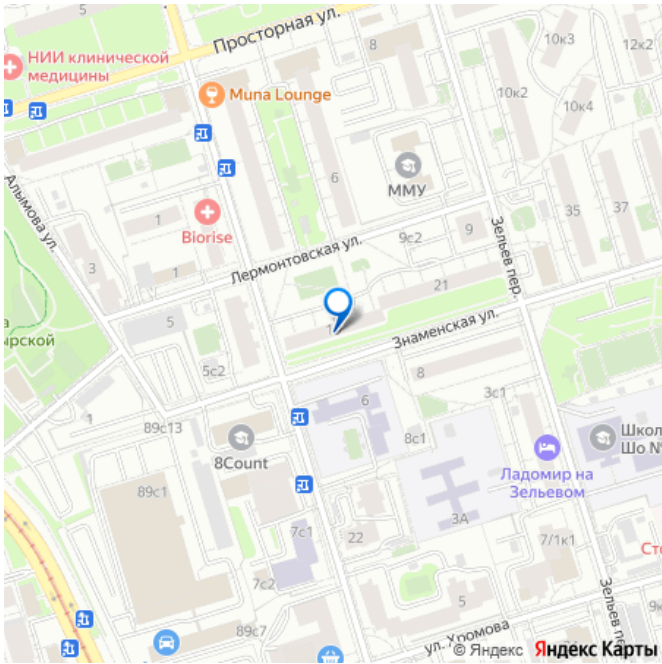 5
Просторная ул.
8
10к3
12к2
НИИ клинической
медицины
Muna Lounge
10к2
10к4
ММУ
6
Алымова ул.
1
Biorise
35
37
9
9с2
Зельев пер.
3
1
Лермонтовская ул.
21
5
Знаменская ул.
5с2
8
3с1
6
1
89с13
8Count
8с1
Ладомир на
Зельевом
89с1
3А
7с1
22
7/1к1
7с2
5
89с7
ул. Хромова
Зельев
© Яндекс Яндекс Карты